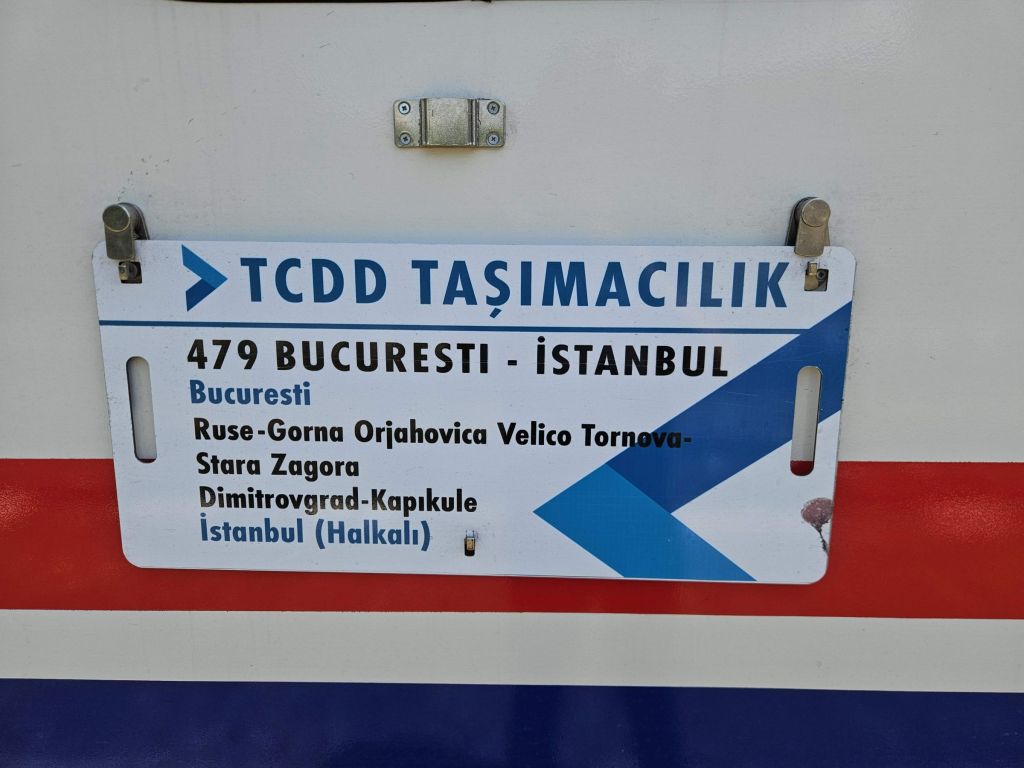 TCDD TAŞIMACILIK
479 BUCURESTI - İSTANBUL
Bucuresti
Ruse-Gorna Orjahovica Velico Tornova-
Stara Zagora
Dimitrovgrad-Kapıkule
İstanbul (Halkalı)